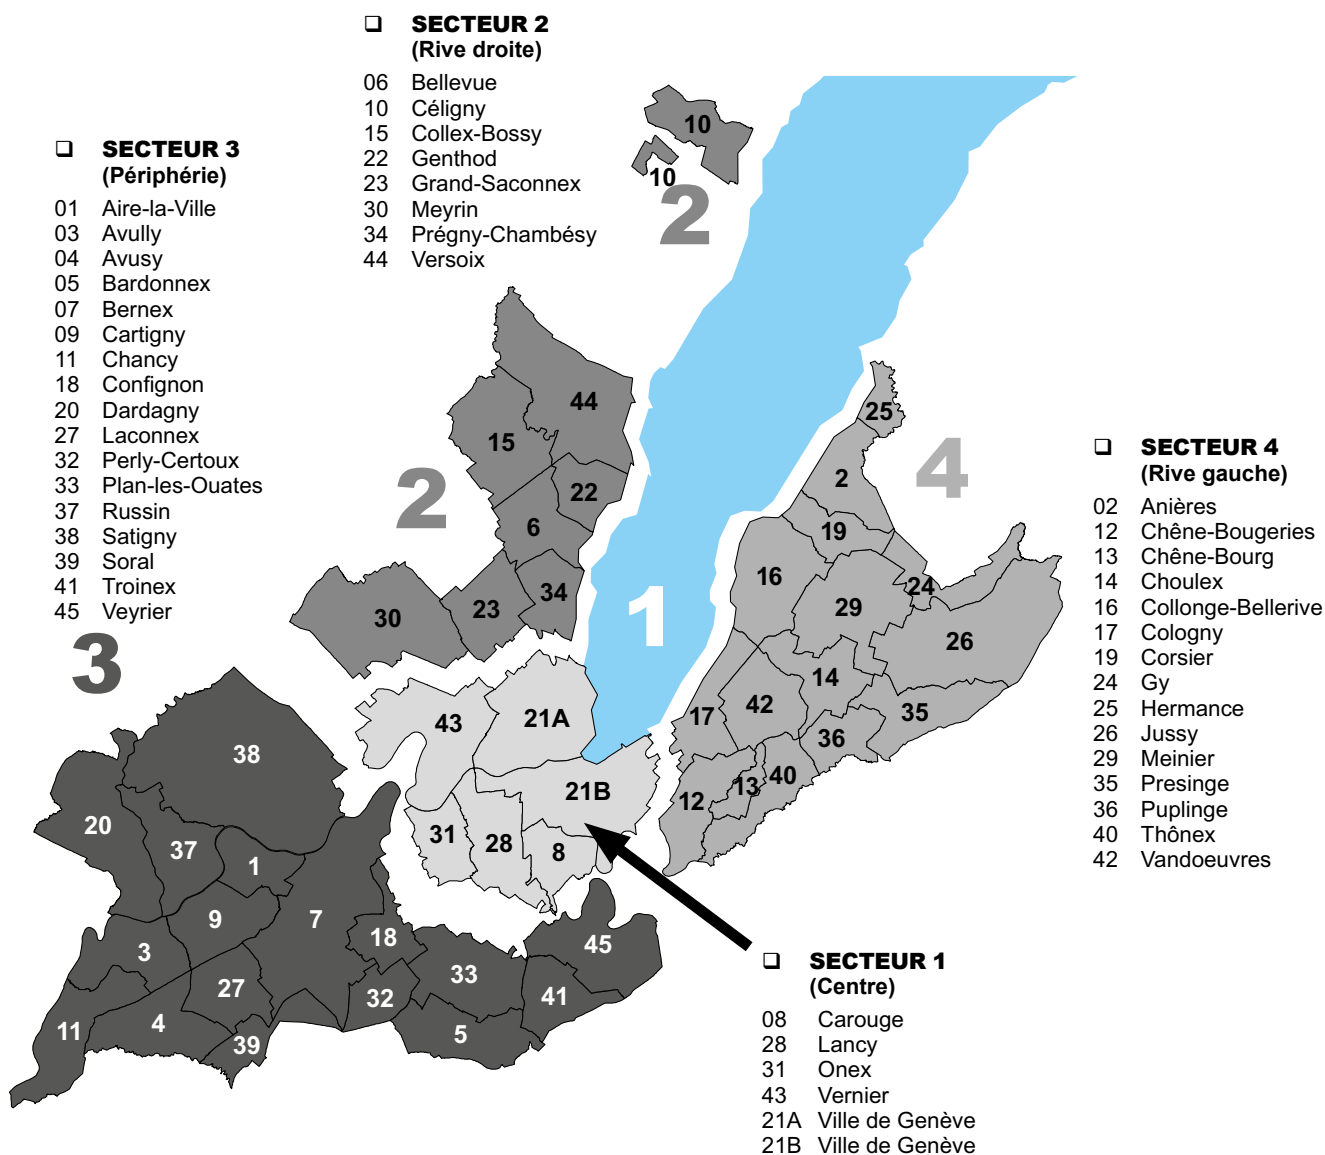 ❑ SECTEUR 2
(Rive droite)
06 Bellevue
10 Céligny
15 Collex-Bossy
22 Genthod
23 Grand-Saconnex
30 Meyrin
34 Prégny-Chambésy
44 Versoix
❑ SECTEUR 3
(Périphérie)
01 Aire-la-Ville
03 Avully
04 Avusy
05 Bardonnex
07 Bernex
09 Cartigny
11 Chancy
18 Confignon
20 Dardagny
27 Laconnex
32 Perly-Certoux
33 Plan-les-Ouates
37 Russin
38 Satigny
39 Soral
41 Troinex
45 Veyrier
❑ SECTEUR 4
(Rive gauche)
02 Anières
12 Chêne-Bougeries
13 Chêne-Bourg
14 Choulex
16 Collonge-Bellerive
17 Cologny
19 Corsier
24 Gy
25 Hermance
26 Jussy
29 Meinier
35 Presinge
36 Puplinge
40 Thônex
42 Vandoeuvres
❑ SECTEUR 1
(Centre)
08 Carouge
28 Lancy
31 Onex
43 Vernier
21A Ville de Genève
21B Ville de Genève
10
10
2
44
15
22
6
2
34
23
30
1
25
4
2
19
16
24
29
26
14
42
17
35
36
40
13
12
3
43
21A
21B
31
28
8
38
20
37
1
9
7
18
3
27
32
33
45
41
11
4
39
5